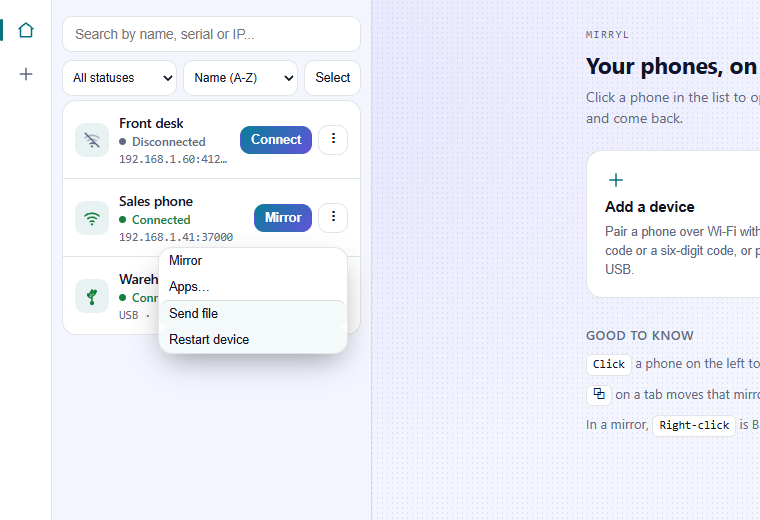 Search by name, serial or IP...
All statuses
Name (A-Z)
Select
Front desk
Disconnected
192.168.1.60:412…
Connect
Sales phone
Connected
192.168.1.41:37000
Mirror
Wareh
Conn
USB ·
Mirror
Apps…
Send file
Restart device
MIRRYL
Your phones, on
Click a phone in the list to o
and come back.
Add a device
Pair a phone over Wi-Fi with
code or a six-digit code, or p
USB.
GOOD TO KNOW
Click a phone on the left to
on a tab moves that mirro
In a mirror, Right-click is B